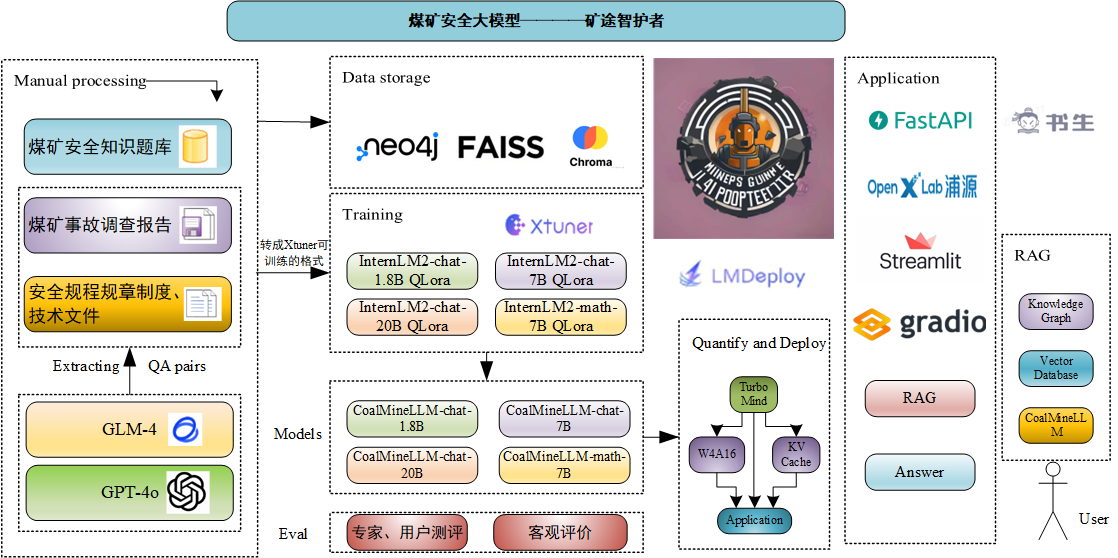 煤矿安全大模型————矿途智护者
Manual processing
煤矿安全知识题库
煤矿事故调查报告
安全规程规章制度、
技术文件
Extracting
QA pairs
GLM-4
GPT-4o
转成Xtuner可
训练的格式
Data storage
neo4j
FAISS
Chroma
Training
Xtuner
InternLM2-chat-
1.8B QLora
InternLM2-chat-
7B QLora
InternLM2-chat-
20B QLora
InternLM2-math-
7B QLora
Models
CoalMineLLM-chat-
1.8B
CoalMineLLM-chat-
7B
CoalMineLLM-chat-
20B
CoalMineLLM-math-
7B
Eval
专家、用户测评
客观评价
MINEPS GUINME
LMDeploy
Quantify and Deploy
Turbo
Mind
W4A16
KV
Cache
Application
Application
FastAPI
OpenXLab浦源
Streamlit
gradio
RAG
Answer
书生
RAG
Knowledge
Graph
Vector
Database
CoalMineLL
M
User